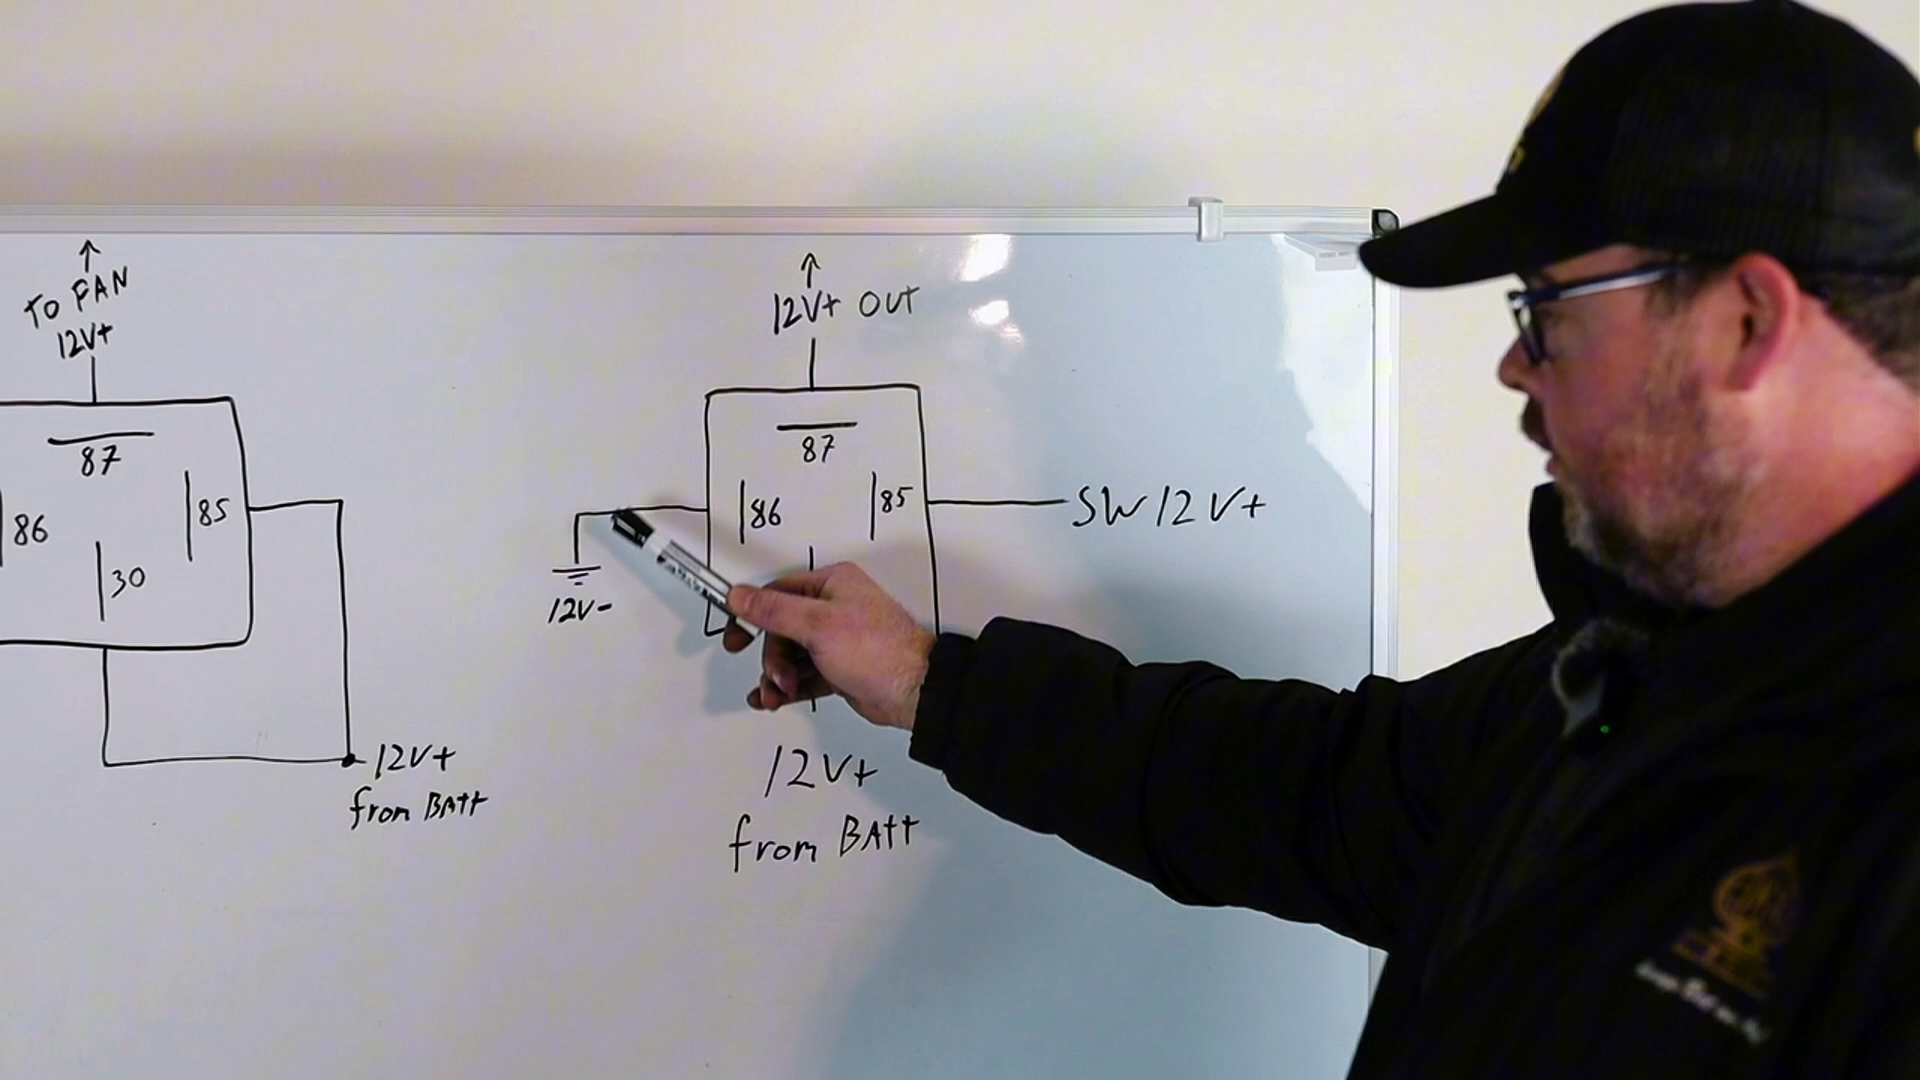 TO FAN
12V+
87
86
85
30
12V+
from BAtt
12V+ OUT
87
86
85
SW 12V+
12V-
12V+
from BAtt